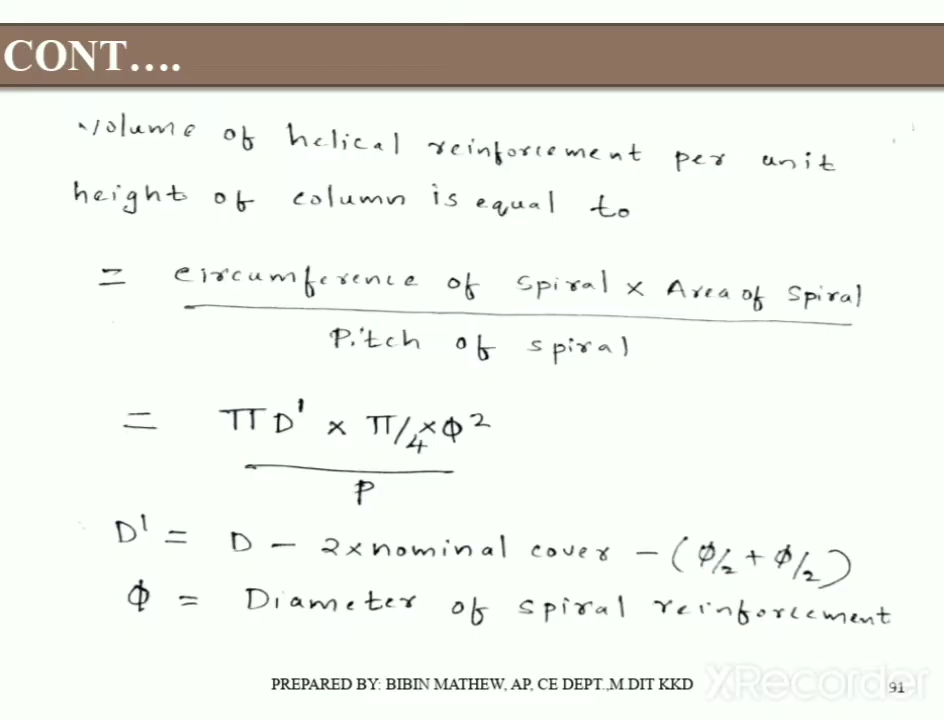 CONT....
Volume of helical reinforcement per unit
height of column is equal to
= circumference of spiral x Area of spiral
Pitch of spiral
= π D' x π/4 x Φ²
P
D' = D - 2 x nominal cover - (Φ/2 + Φ/2)
Φ = Diameter of spiral reinforcement
PREPARED BY: BIBIN MATHEW, AP, CE DEPT.,M.DIT KKD
XRecorder
91